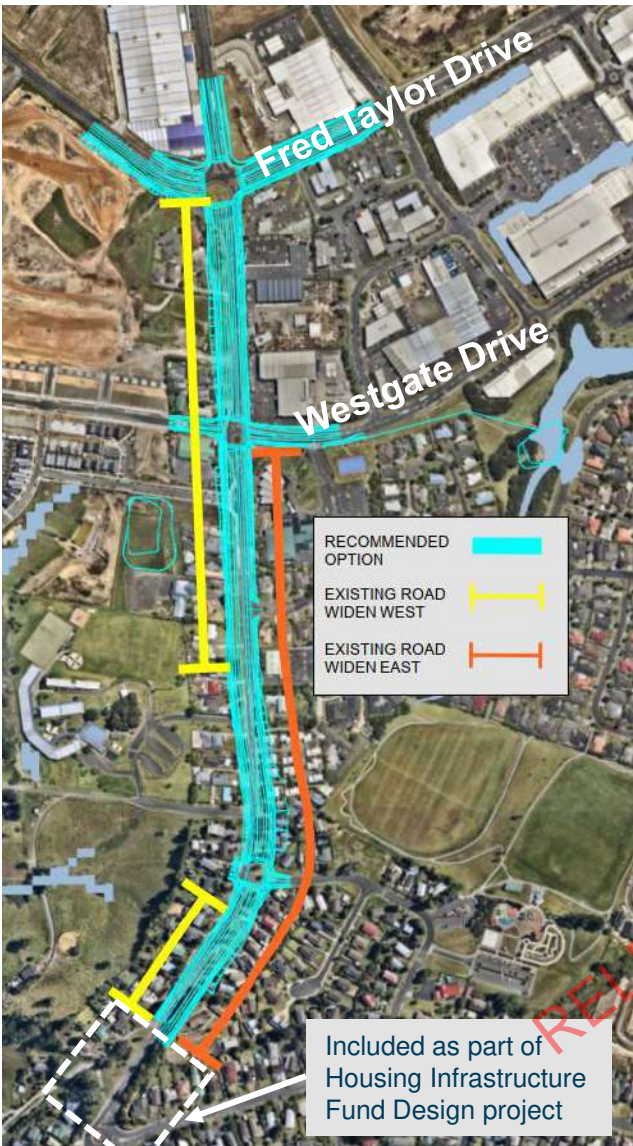 Fred Taylor Drive
Westgate Drive
RECOMMENDED
OPTION
EXISTING ROAD
WIDEN WEST
EXISTING ROAD
WIDEN EAST
Included as part of
Housing Infrastructure
Fund Design project